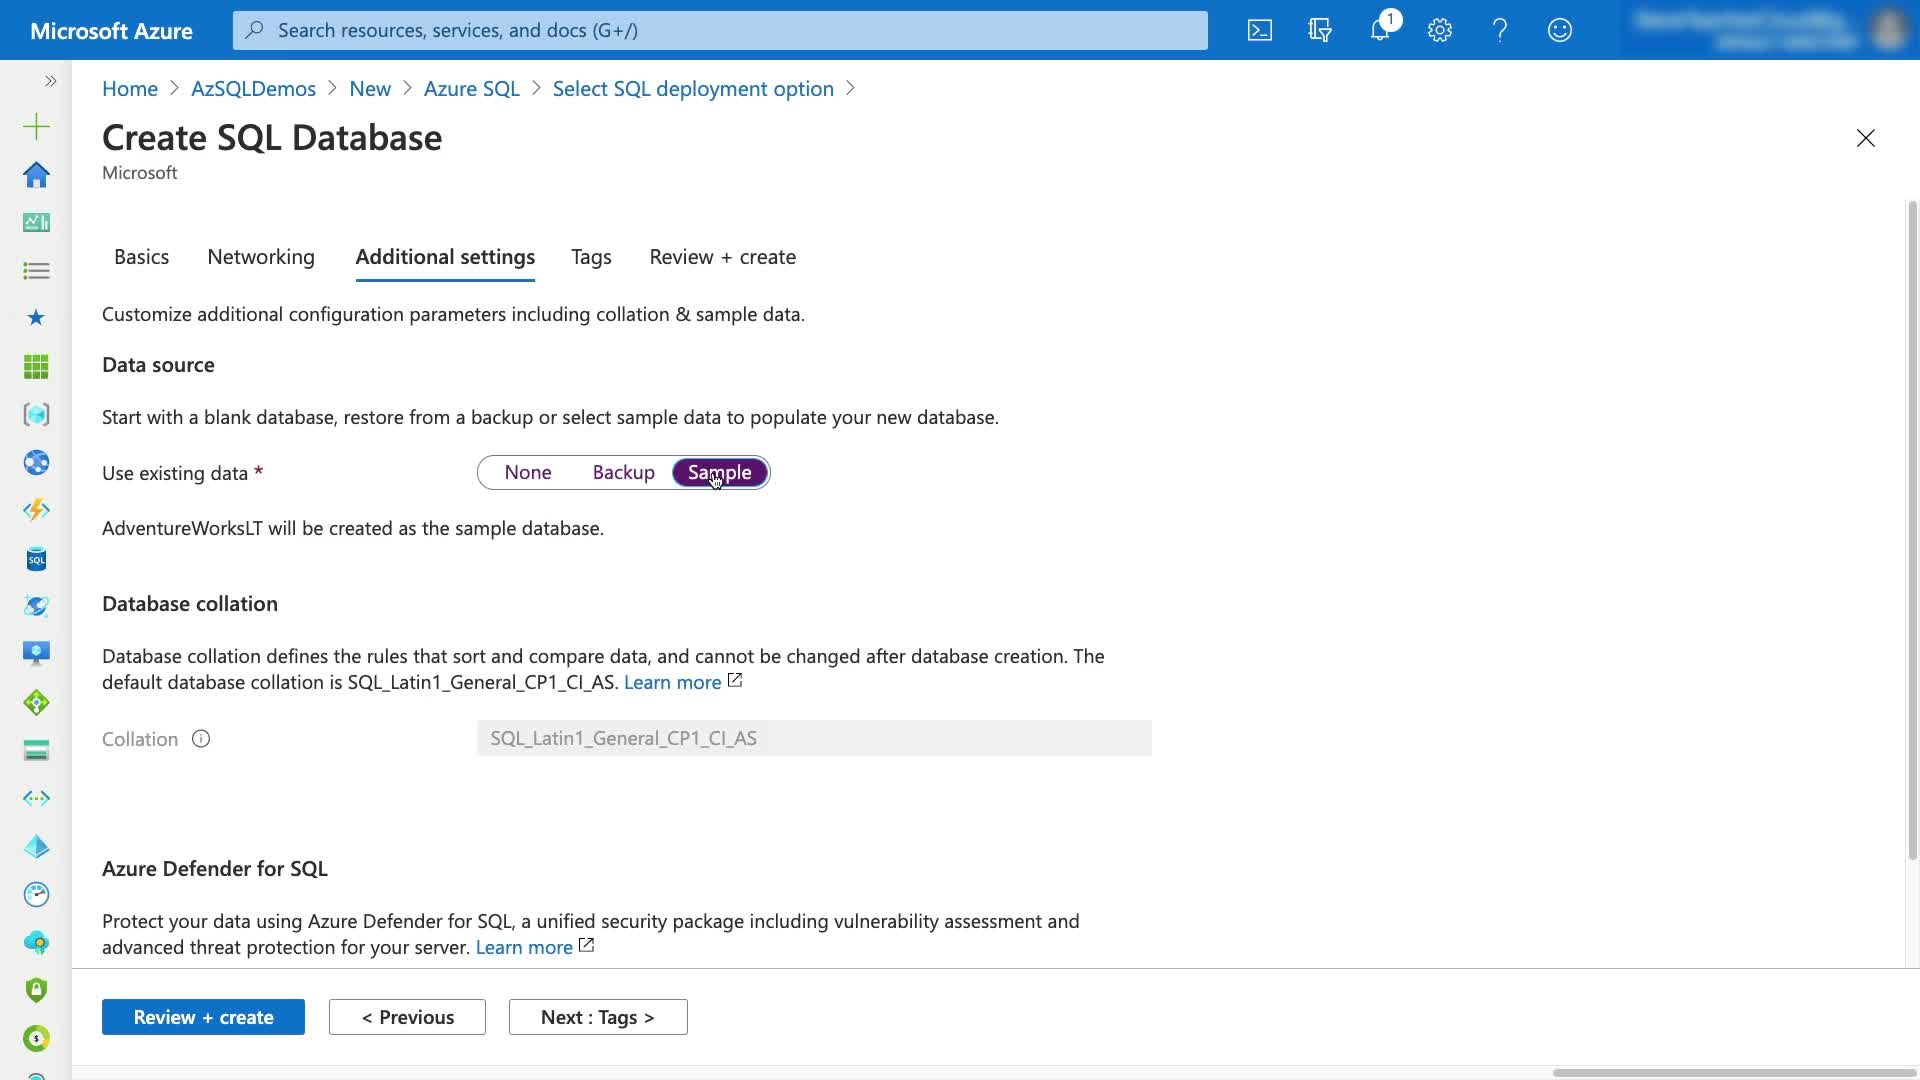 Microsoft Azure
Search resources, services, and docs (G+/)
1
Home > AzSQLDemos > New > Azure SQL > Select SQL deployment option >
Create SQL Database
Microsoft
Basics
Networking
Additional settings
Tags
Review + create
Customize additional configuration parameters including collation & sample data.
Data source
Start with a blank database, restore from a backup or select sample data to populate your new database.
Use existing data *
None
Backup
Sample
AdventureWorksLT will be created as the sample database.
Database collation
Database collation defines the rules that sort and compare data, and cannot be changed after database creation. The
default database collation is SQL_Latin1_General_CP1_CI_AS. Learn more
Collation
SQL_Latin1_General_CP1_CI_AS
Azure Defender for SQL
Protect your data using Azure Defender for SQL, a unified security package including vulnerability assessment and
advanced threat protection for your server. Learn more
Review + create
< Previous
Next : Tags >
SQL